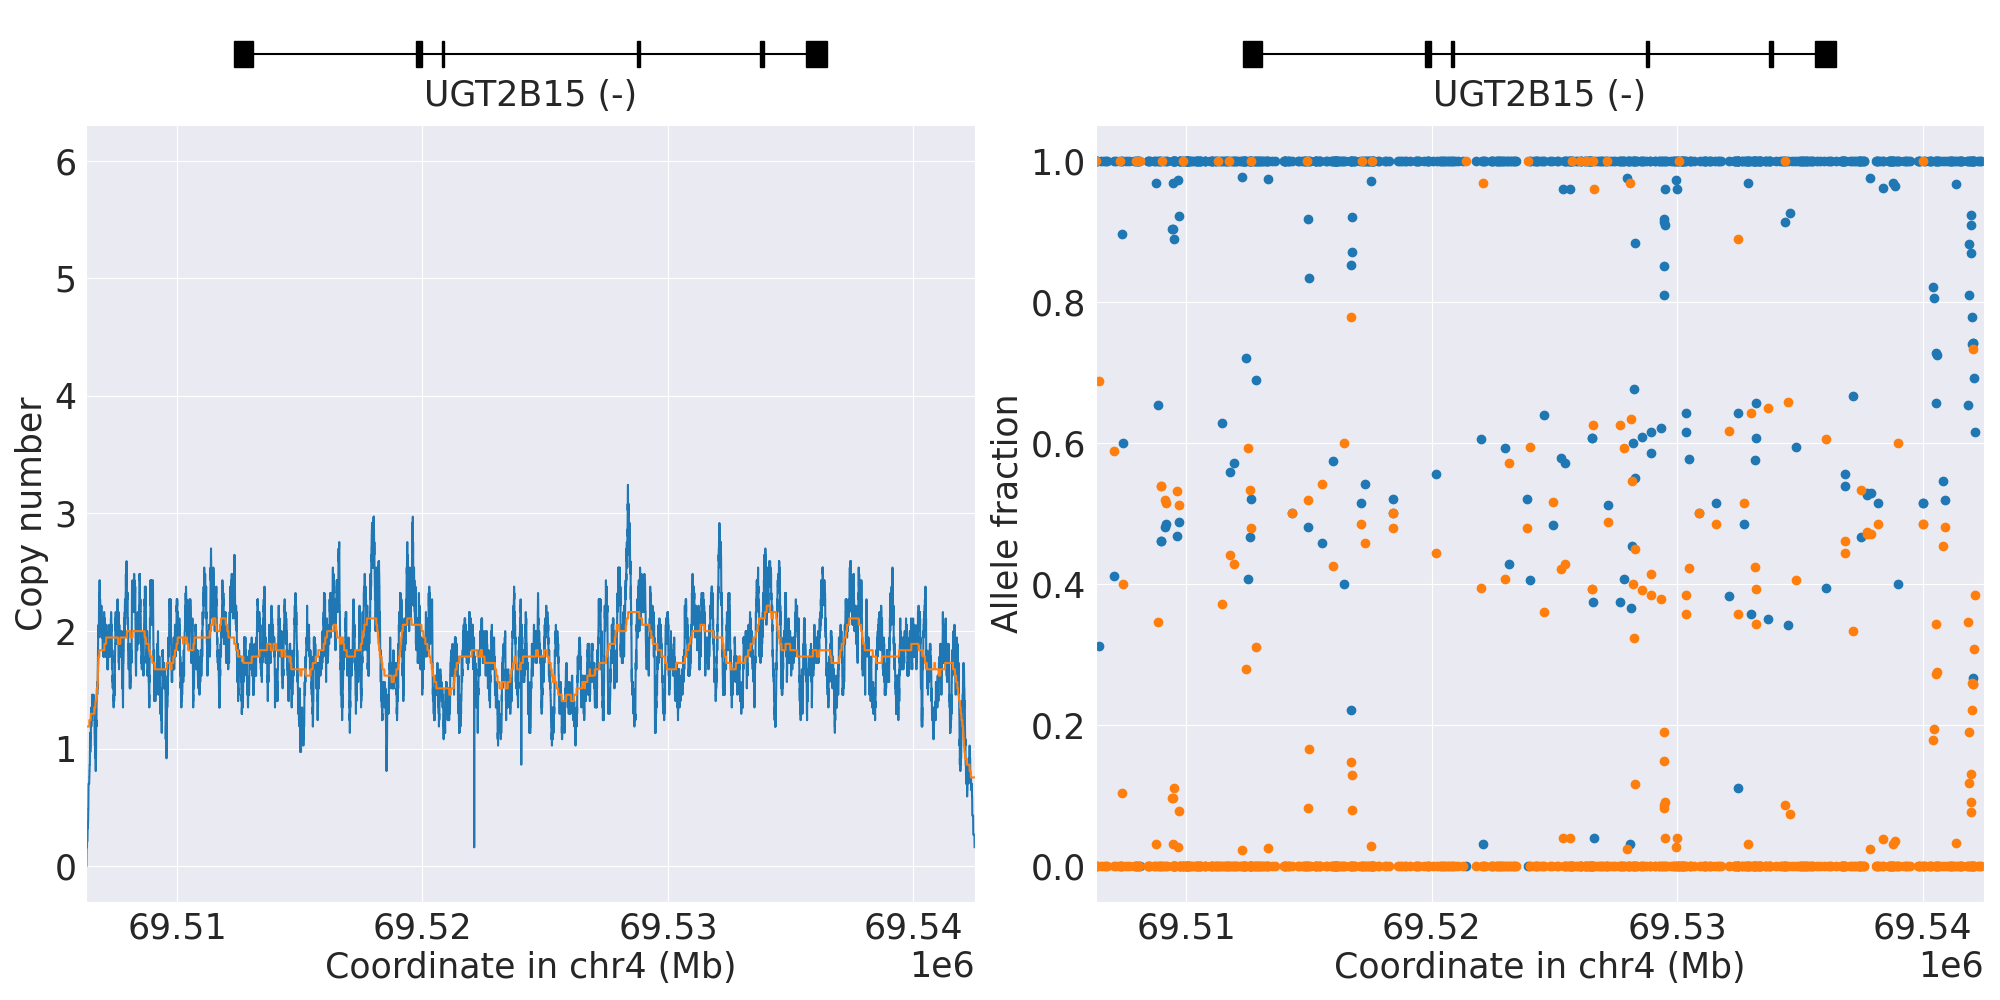 UGT2B15 (-)
6
5
4
3
2
1
0
Copy number
69.51
69.52
69.53
69.54
Coordinate in chr4 (Mb)
1e6
UGT2B15 (-)
1.0
0.8
0.6
0.4
0.2
0.0
Allele fraction
69.51
69.52
69.53
69.54
Coordinate in chr4 (Mb)
1e6